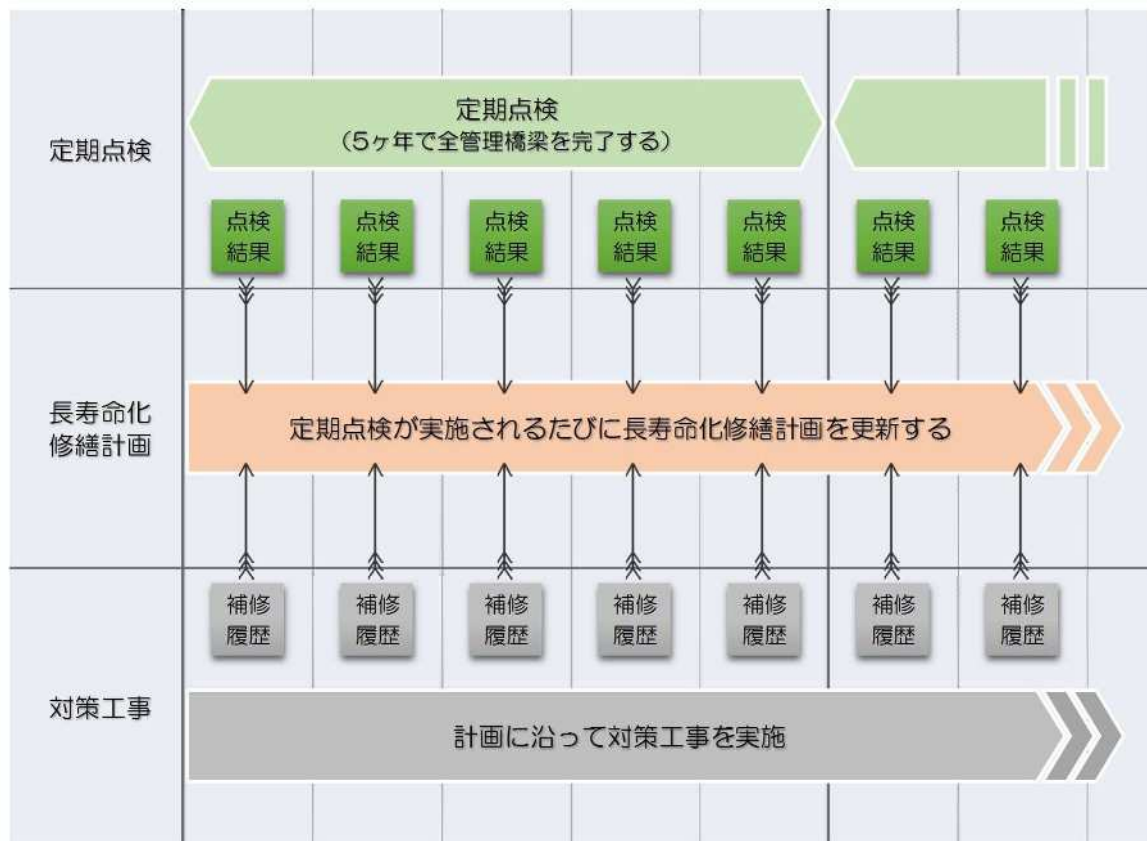 定期点検
定期点検
(5ヶ年で全管理橋梁を完了する)
点検
結果
点検
結果
点検
結果
点検
結果
点検
結果
点検
結果
点検
結果
長寿命化
修繕計画
定期点検が実施されるたびに長寿命化修繕計画を更新する
補修
履歴
補修
履歴
補修
履歴
補修
履歴
補修
履歴
補修
履歴
補修
履歴
対策工事
計画に沿って対策工事を実施